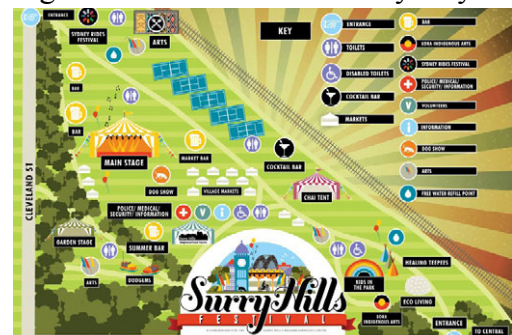 ENTRANCE
SYDNEY RIDES
FESTIVAL
ARTS
BAR
BAR
MAIN STAGE
MARKET BAR
COCKTAIL BAR
DOG SHOW
VILLAGE MARKETS
CHAI TENT
CLEVELAND ST
POLICE/ MEDICAL/
SECURITY/ INFORMATION
GARDEN STAGE
SUMMER BAR
ARTS
DODGEMS
HEALING TEEPEES
KIDS IN
THE PARK
ECO LIVING
EORA
INDIGENOUS ARTS
ENTRANCE
TO CENTRAL
Surry Hills
FESTIVAL
KEY
ENTRANCE
TOILETS
DISABLED TOILETS
COCKTAIL BAR
MARKETS
BAR
EORA INDIGENOUS ARTS
SYDNEY RIDES FESTIVAL
POLICE/ MEDICAL/
SECURITY/ INFORMATION
VOLUNTEERS
INFORMATION
DOG SHOW
ARTS
FREE WATER REFILL POINT